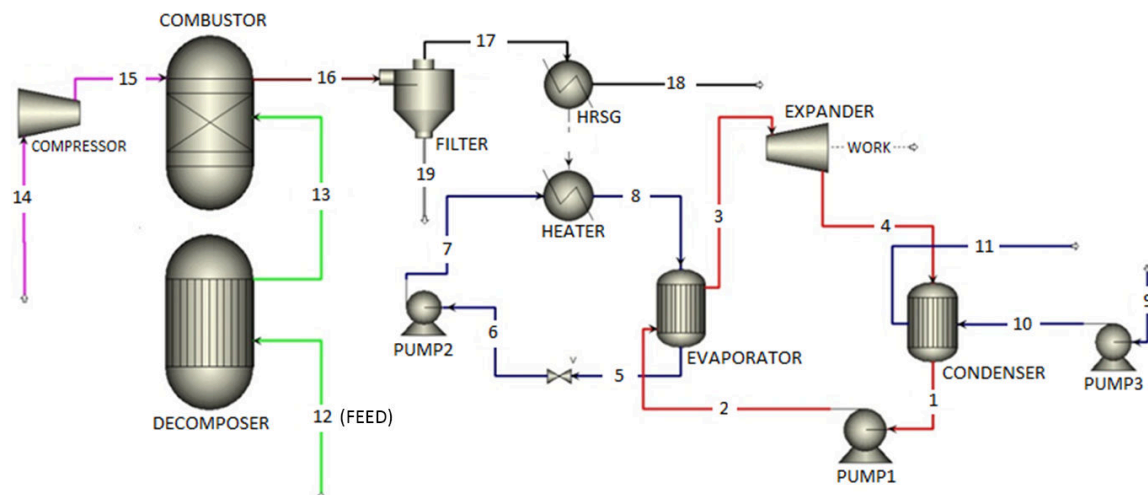 COMBUSTOR
15
16
17
18
HRSG
FILTER
COMPRESSOR
14
13
19
EXPANDER
WORK
3
4
8
HEATER
7
11
9
6
PUMP2
EVAPORATOR
10
CONDENSER
PUMP3
V
5
DECOMPOSER
12 (FEED)
2
1
PUMP1